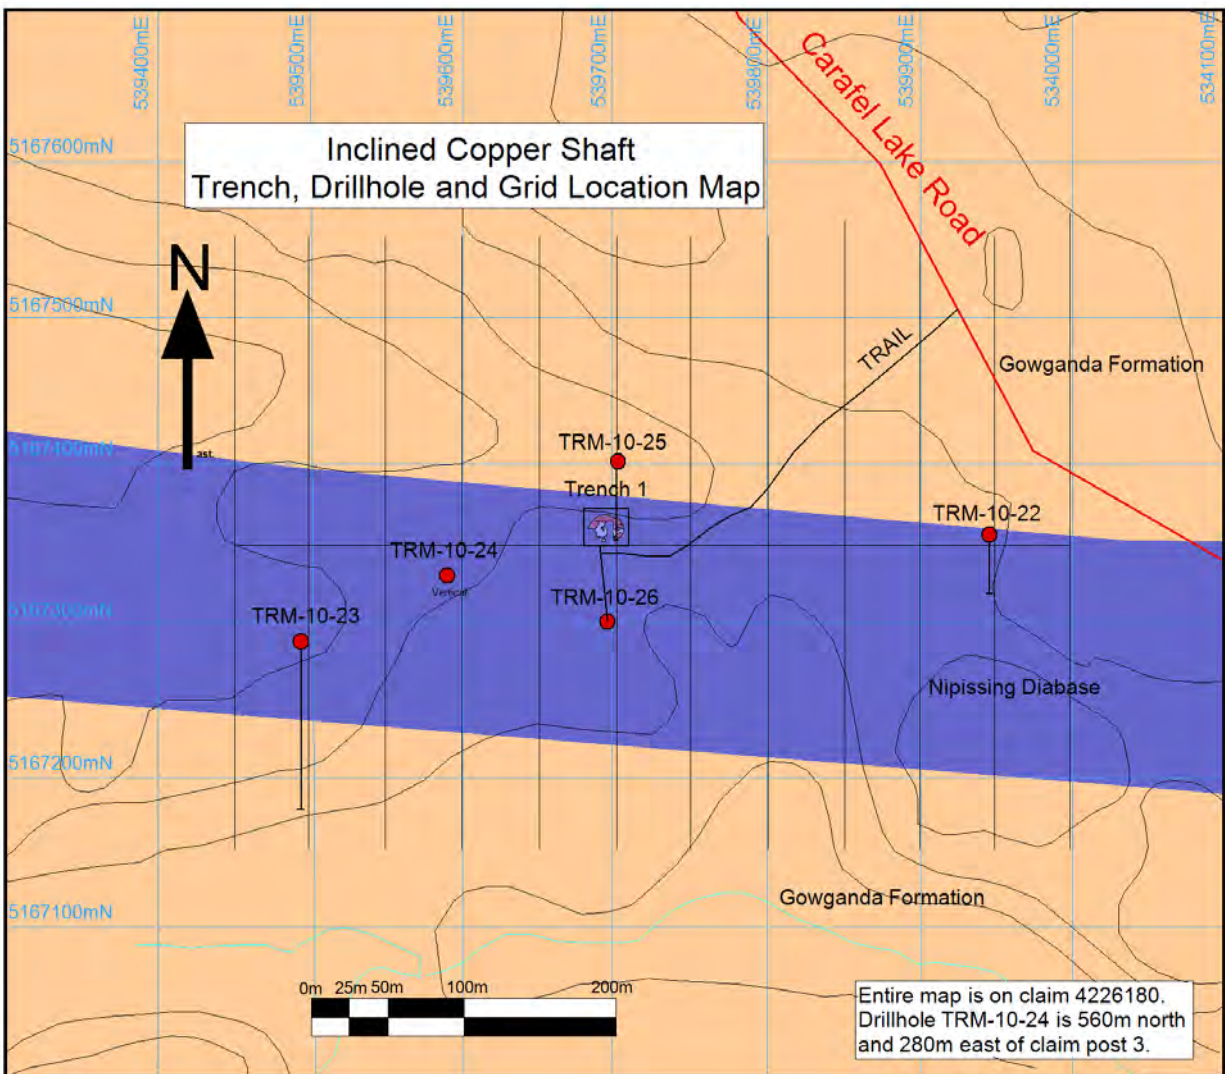 539400mE
539500mE
539600mE
539700mE
539800mE
539900mE
534000mE
534100mE
Carafel Lake Road
5167600mN
Inclined Copper Shaft
Trench, Drillhole and Grid Location Map
N
5167500mN
TRAIL
Gowganda Formation
5167400mN
ast.
TRM-10-25
Trench 1
TRM-10-22
TRM-10-24
Vertical
TRM-10-26
5167300mN
TRM-10-23
Nipissing Diabase
5167200mN
Gowganda Formation
5167100mN
0m 25m 50m 100m 200m
Entire map is on claim 4226180.
Drillhole TRM-10-24 is 560m north
and 280m east of claim post 3.